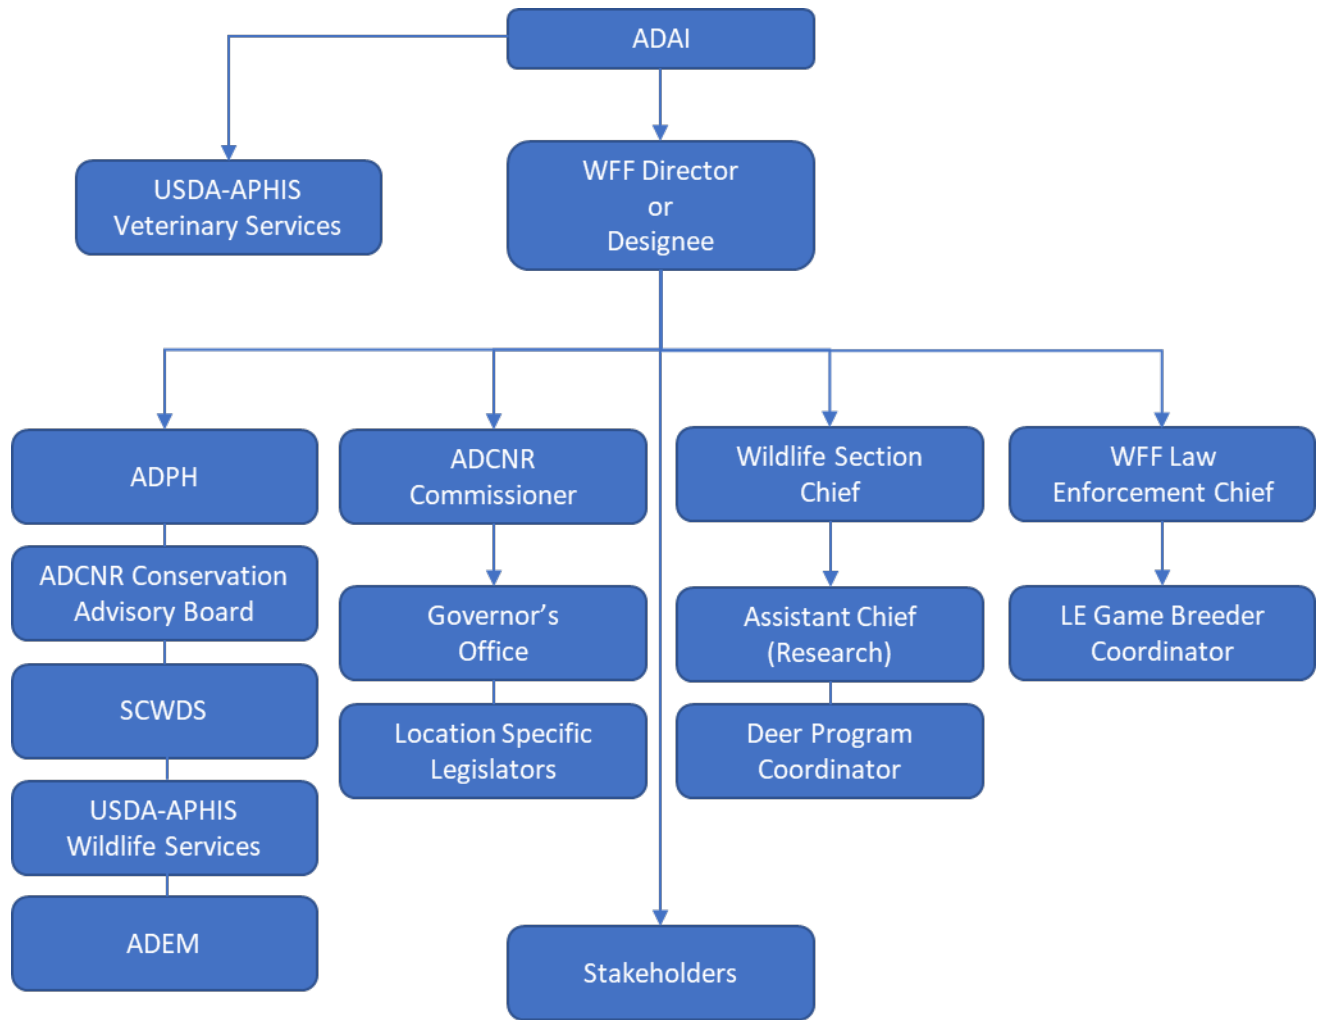 ADAI
USDA-APHIS
Veterinary Services
WFF Director
or
Designee
ADPH
ADCNR Conservation
Advisory Board
SCWDS
USDA-APHIS
Wildlife Services
ADEM
ADCNR
Commissioner
Governor’s
Office
Location Specific
Legislators
Wildlife Section
Chief
Assistant Chief
(Research)
Deer Program
Coordinator
WFF Law
Enforcement Chief
LE Game Breeder
Coordinator
Stakeholders